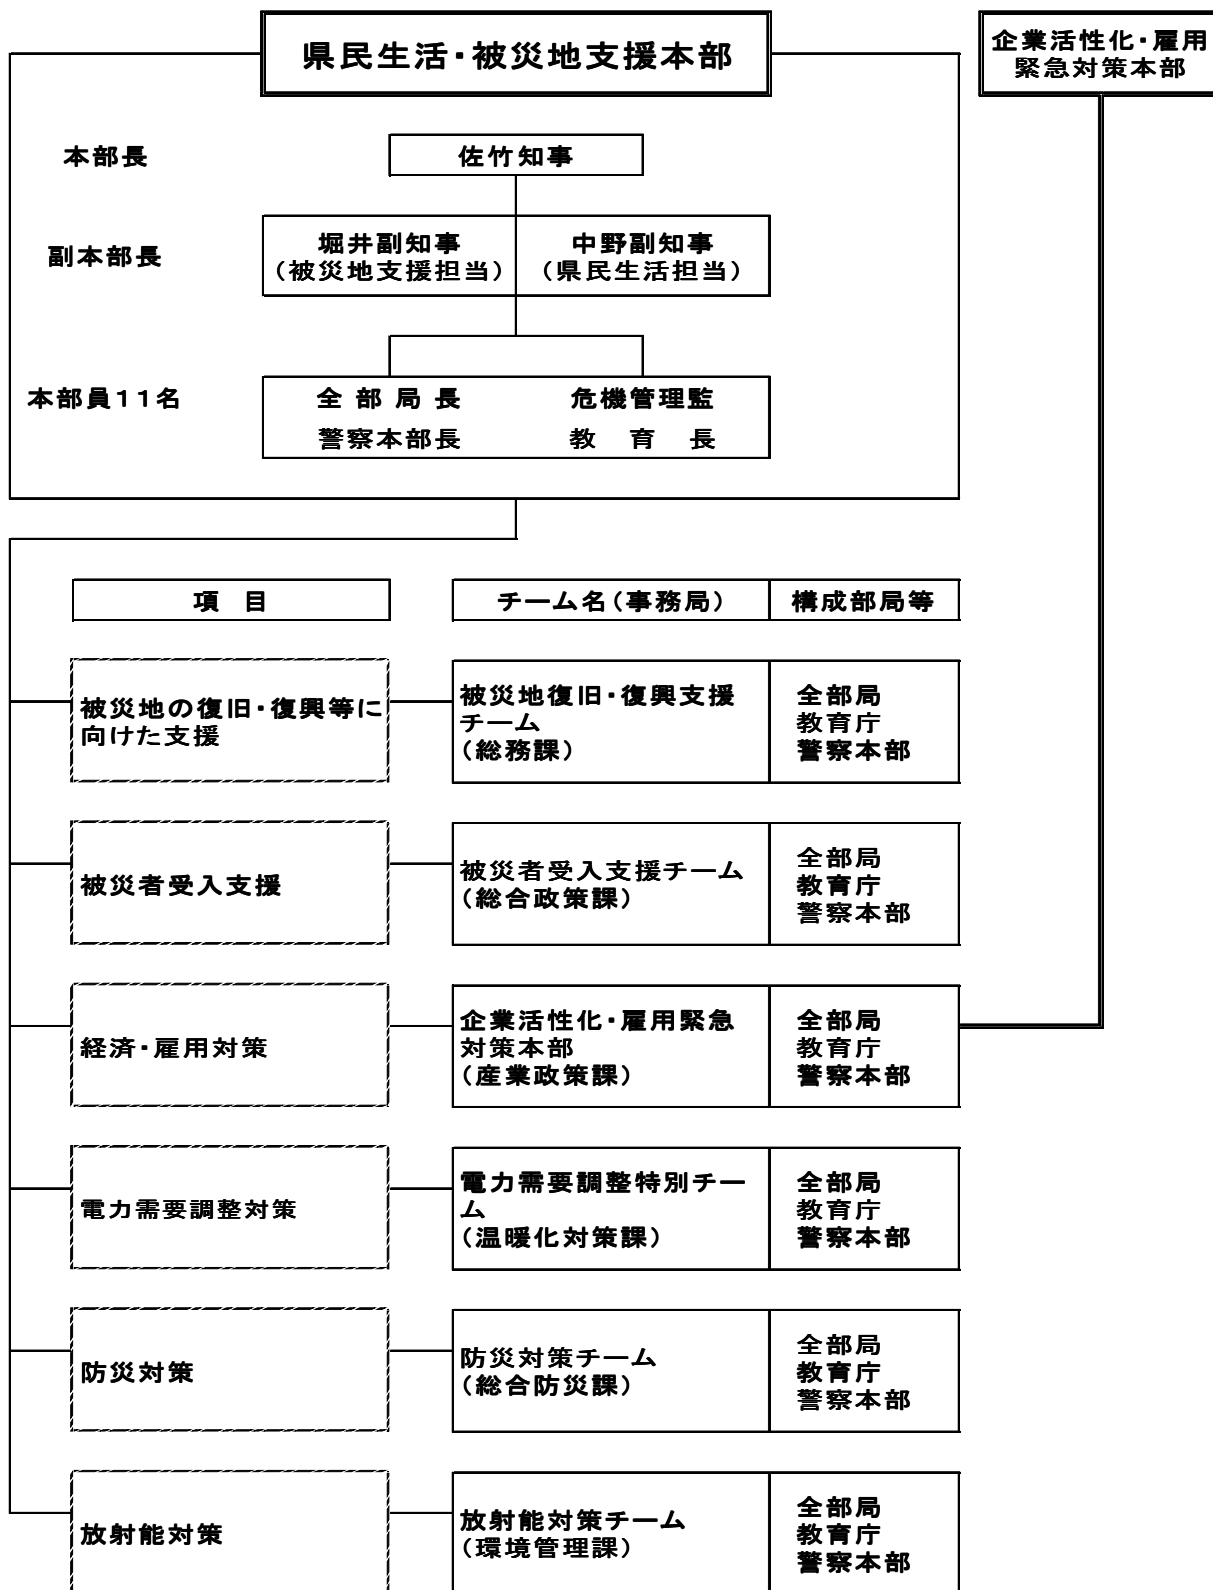 県民生活・被災地支援本部
企業活性化・雇用
緊急対策本部
本部長
佐竹知事
副本部長
堀井副知事
(被災地支援担当)
中野副知事
(県民生活担当)
本部員11名
全部局長 危機管理監
警察本部長 教育長
項目
チーム名(事務局)
構成部局等
被災地の復旧・復興等に
向けた支援
被災地復旧・復興支援
チーム
(総務課)
全部局
教育庁
警察本部
被災者受入支援
被災者受入支援チーム
(総合政策課)
全部局
教育庁
警察本部
経済・雇用対策
企業活性化・雇用緊急
対策本部
(産業政策課)
全部局
教育庁
警察本部
電力需要調整対策
電力需要調整特別チー
ム
(温暖化対策課)
全部局
教育庁
警察本部
防災対策
防災対策チーム
(総合防災課)
全部局
教育庁
警察本部
放射能対策
放射能対策チーム
(環境管理課)
全部局
教育庁
警察本部